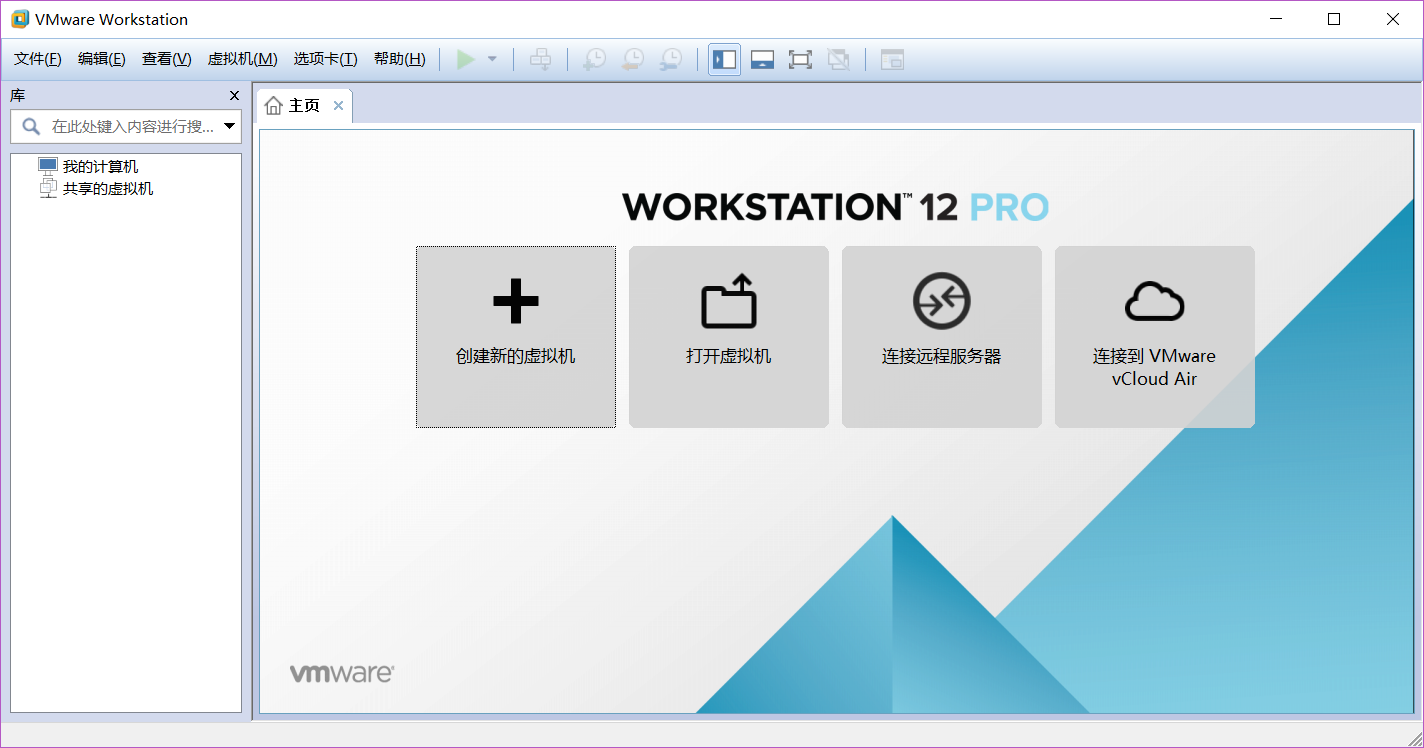 VMware Workstation
文件(F) 编辑(E) 查看(V) 虚拟机(M) 选项卡(T) 帮助(H)
库
主页
在此处键入内容进行搜...
我的计算机
共享的虚拟机
WORKSTATION™ 12 PRO
创建新的虚拟机
打开虚拟机
连接远程服务器
连接到 VMware
vCloud Air
vmware®